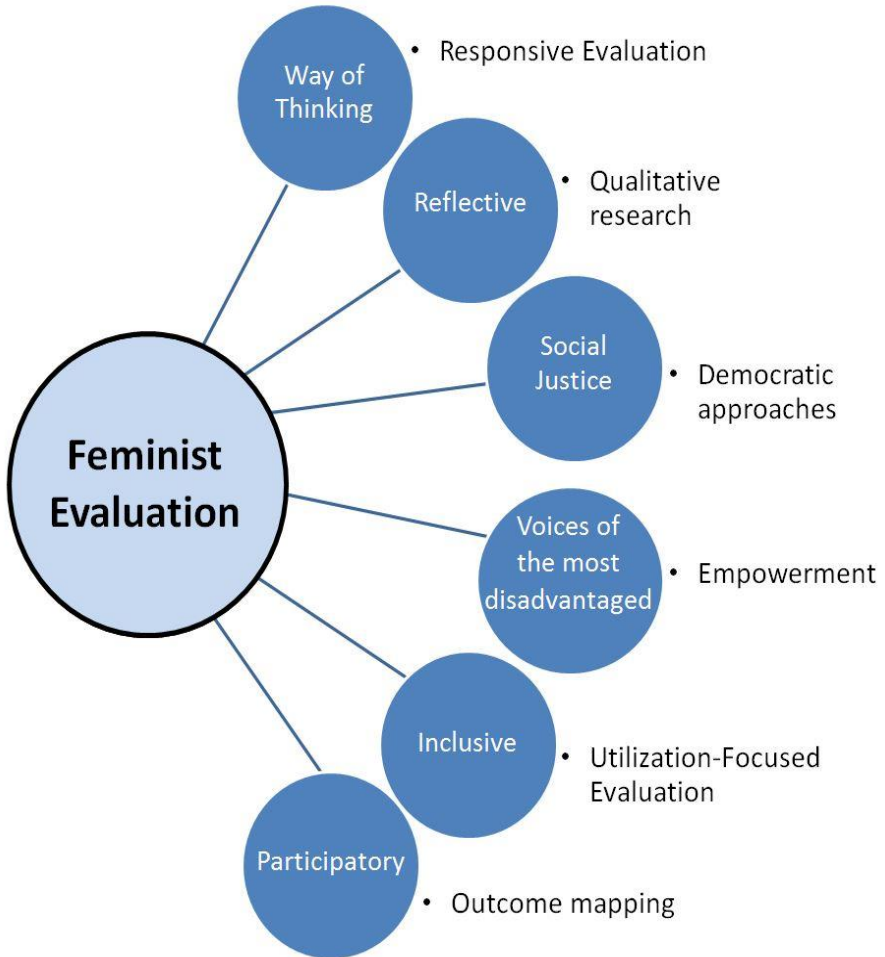 Way of
Thinking
• Responsive Evaluation
Reflective
• Qualitative
research
Social
Justice
• Democratic
approaches
Feminist
Evaluation
Voices of
the most
disadvantaged
• Empowerment
Inclusive
• Utilization-Focused
Evaluation
Participatory
• Outcome mapping